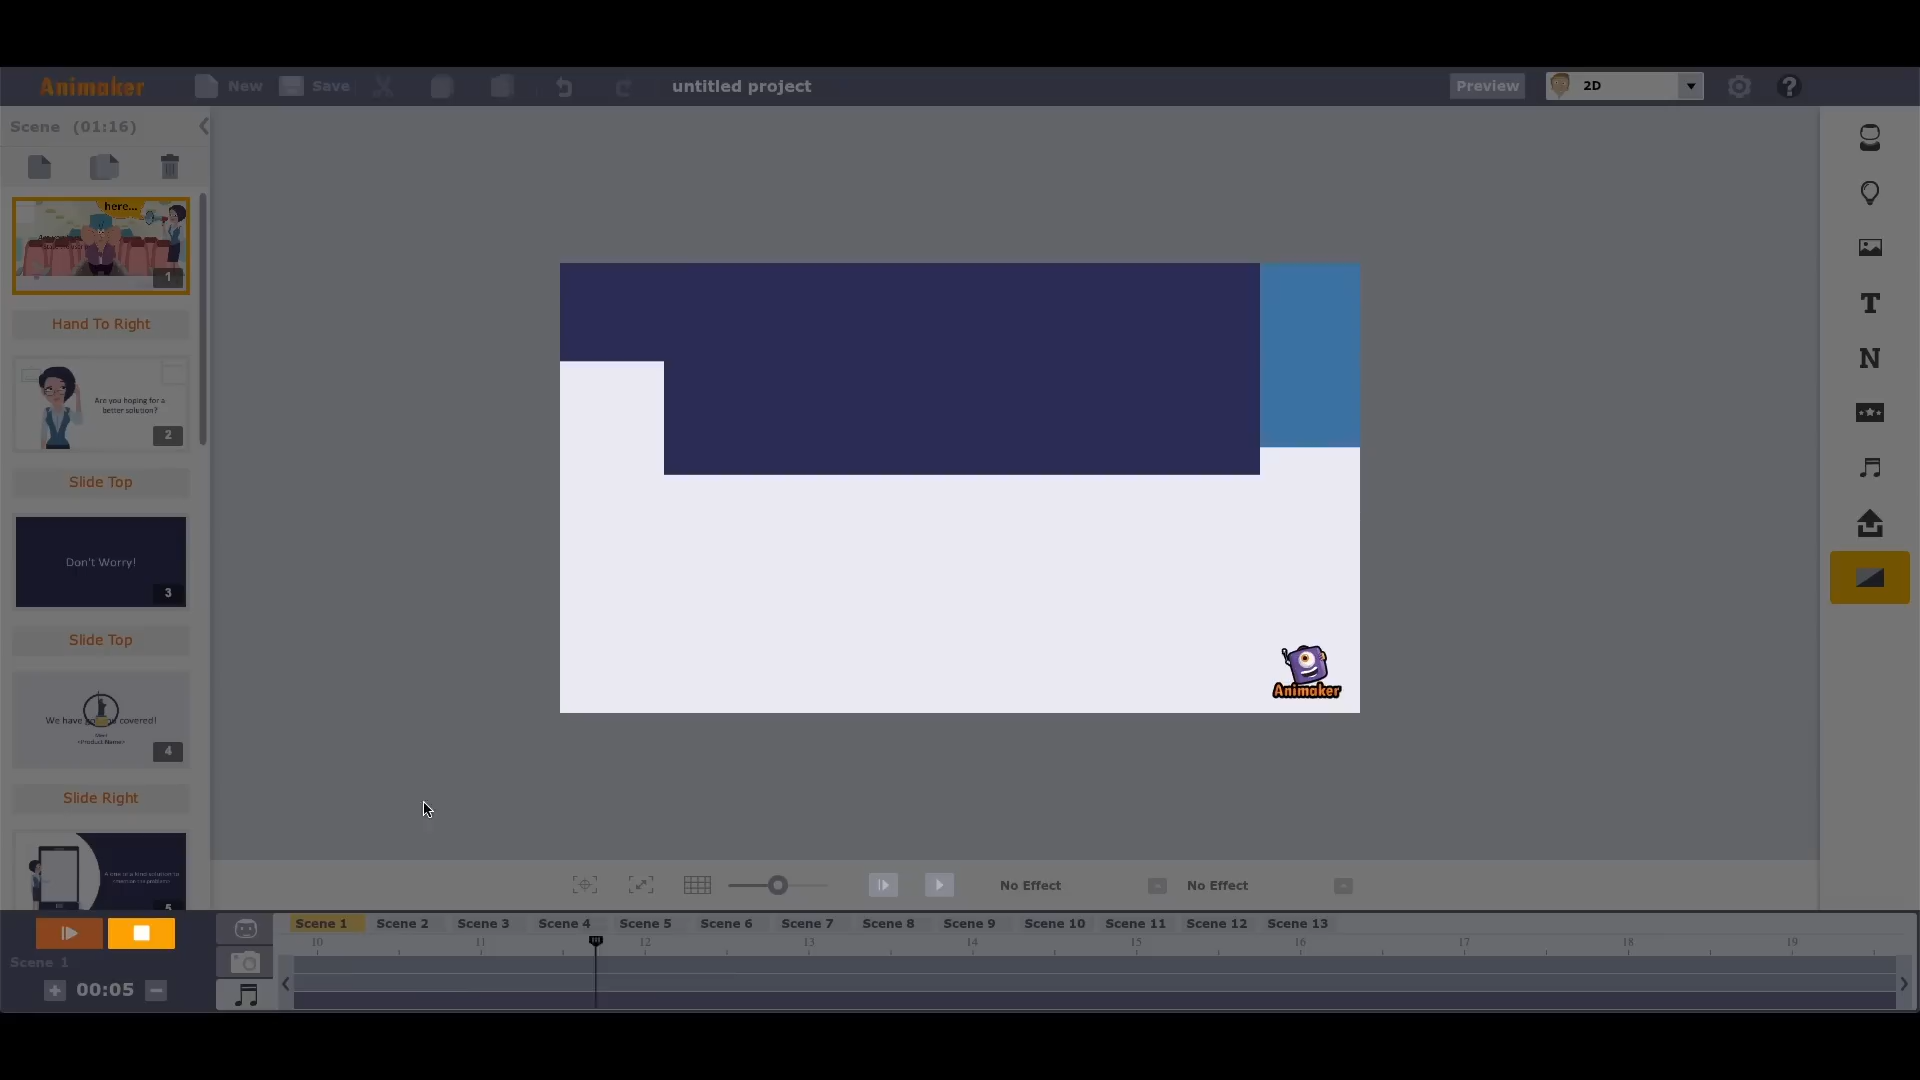 Animaker
New
Save
untitled project
Preview
2D
Scene (01:16)
here...
1
Hand To Right
Are you hoping for a
better solution?
2
Slide Top
Don't Worry!
3
Slide Top
We have got you covered!
<Product Name>
4
Slide Right
5
T
N
Animaker
No Effect
No Effect
Scene 1 Scene 2 Scene 3 Scene 4 Scene 5 Scene 6 Scene 7 Scene 8 Scene 9 Scene 10 Scene 11 Scene 12 Scene 13
10 11 12 13 14 15 16 17 18 19
Scene 1
00:05